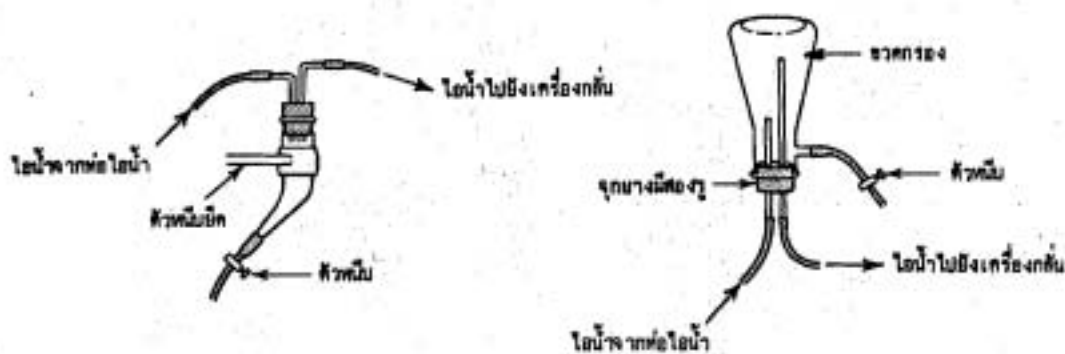 ไอน้ำไปยังเครื่องกลั่น
ไอน้ำจากท่อไอน้ำ
ตัวหนีบยึด
ตัวหนีบ
ขวดกรอง
ตัวหนีบ
จุกยางมีสองรู
ไอน้ำไปยังเครื่องกลั่น
ไอน้ำจากท่อไอน้ำ